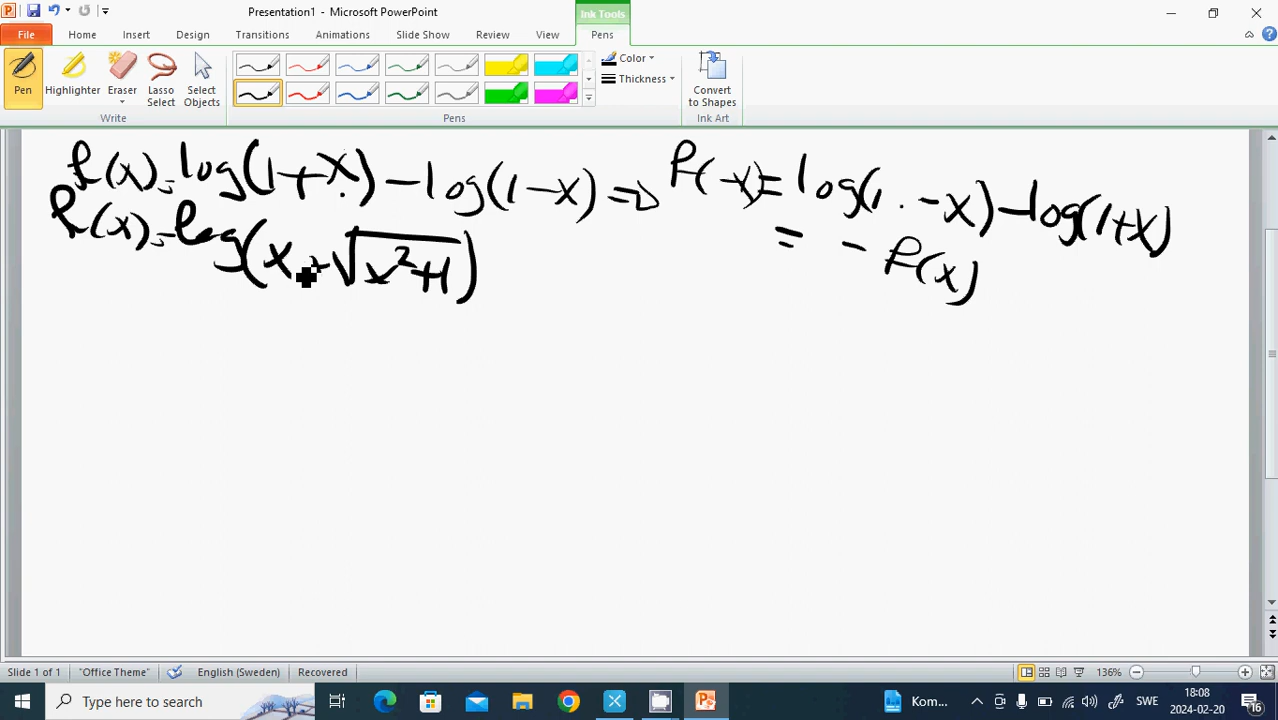 Presentation1 - Microsoft PowerPoint
Ink Tools
File Home Insert Design Transitions Animations Slide Show Review View Pens
Pen Highlighter Eraser Lasso Select Select Objects Color Thickness Convert to Shapes
Write Pens Ink Art
f(x)=log(1+x)-log(1-x) => f(-x)=log(1-x)-log(1+x)
= -f(x)
f(x)=log(x+√(x²+1))
Slide 1 of 1 "Office Theme" English (Sweden) Recovered 136%
Type here to search Kom... SWE 18:08
2024-02-20 16